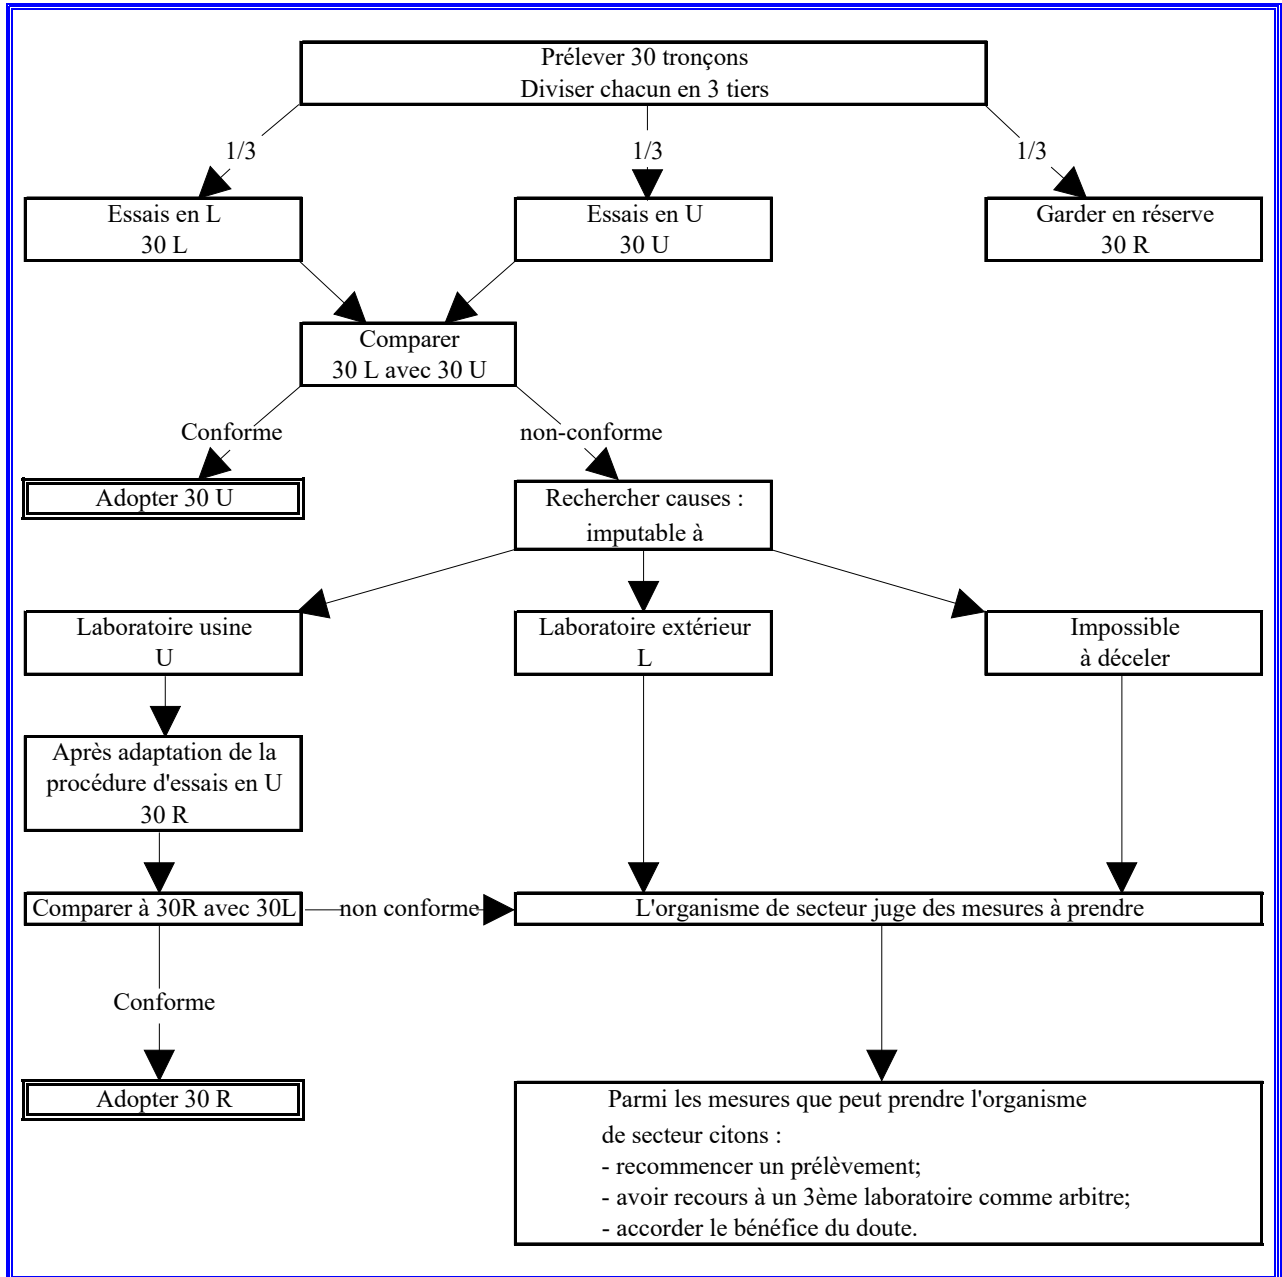 Prélever 30 tronçons
Diviser chacun en 3 tiers
1/3
1/3
1/3
Essais en L
30 L
Essais en U
30 U
Garder en réserve
30 R
Comparer
30 L avec 30 U
Conforme
non-conforme
Adopter 30 U
Rechercher causes :
imputable à
Laboratoire usine
U
Laboratoire extérieur
L
Impossible
à déceler
Après adaptation de la
procédure d'essais en U
30 R
Comparer à 30R avec 30L
non conforme
L'organisme de secteur juge des mesures à prendre
Conforme
Adopter 30 R
Parmi les mesures que peut prendre l'organisme
de secteur citons :
- recommencer un prélèvement;
- avoir recours à un 3ème laboratoire comme arbitre;
- accorder le bénéfice du doute.